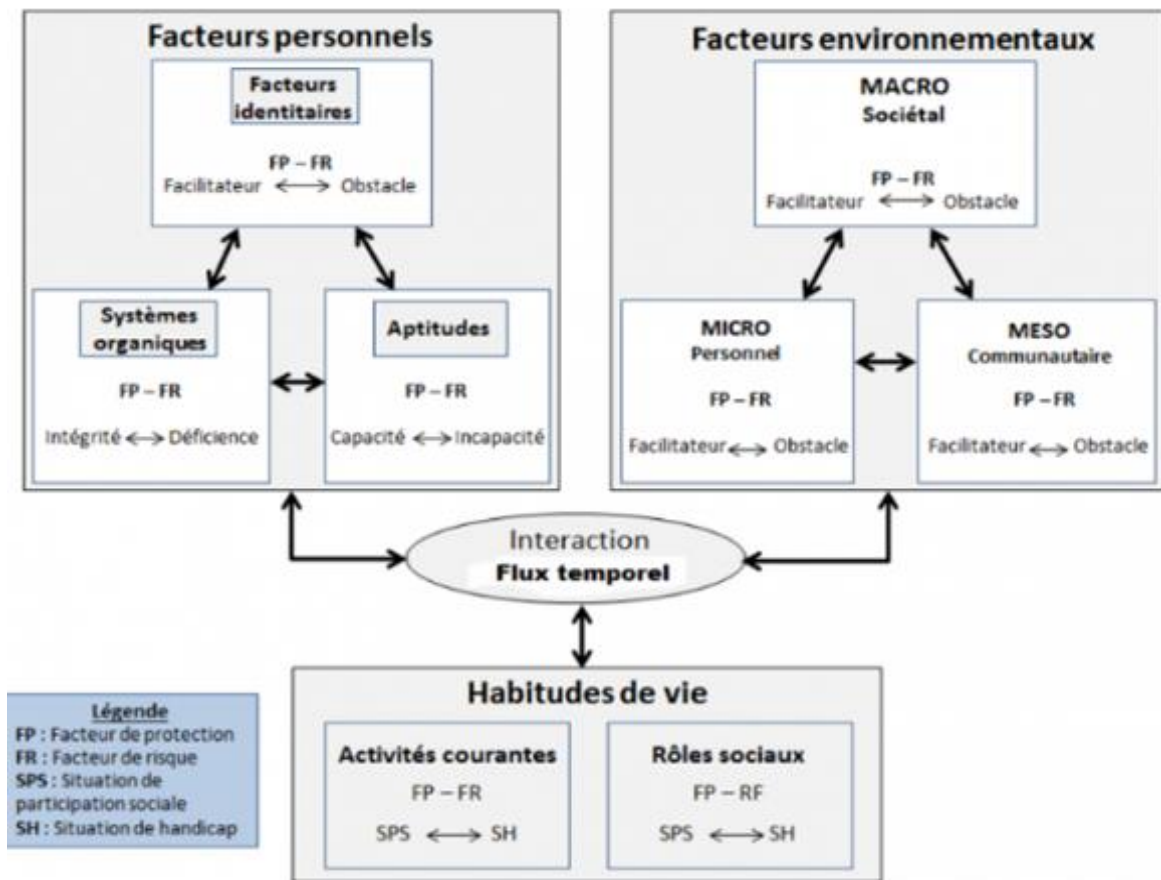 Facteurs personnels
Facteurs
identitaires
FP – FR
Facilitateur Obstacle
Systèmes
organiques
FP – FR
Intégrité Déficience
Aptitudes
FP – FR
Capacité Incapacité
Facteurs environnementaux
MACRO
Sociétal
FP – FR
Facilitateur Obstacle
MICRO
Personnel
FP – FR
Facilitateur Obstacle
MESO
Communautaire
FP – FR
Facilitateur Obstacle
Interaction
Flux temporel
Habitudes de vie
Activités courantes
FP – FR
SPS SH
Rôles sociaux
FP – RF
SPS SH
Légende
FP : Facteur de protection
FR : Facteur de risque
SPS : Situation de
participation sociale
SH : Situation de handicap